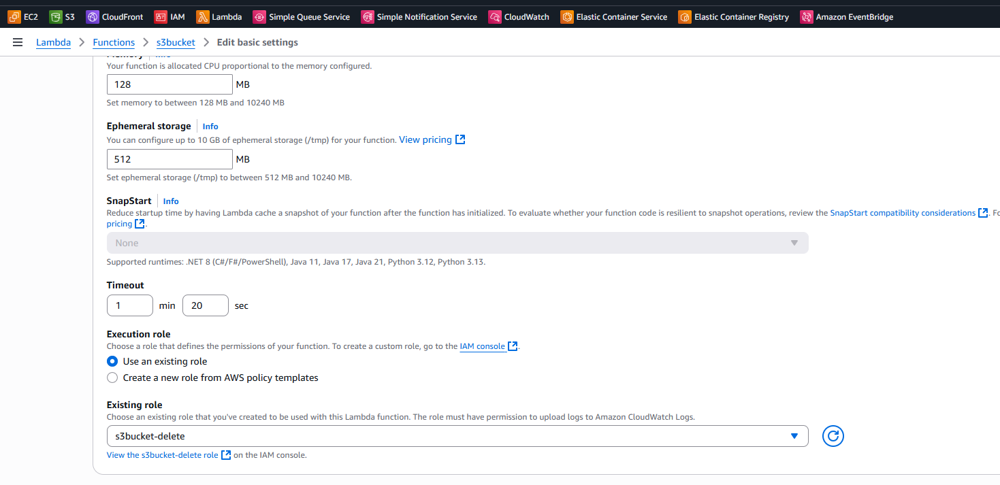 EC2 S3 CloudFront IAM Lambda Simple Queue Service Simple Notification Service CloudWatch Elastic Container Service Elastic Container Registry Amazon EventBridge
Lambda > Functions > s3bucket > Edit basic settings
Memory Info
Your function is allocated CPU proportional to the memory configured.
128 MB
Set memory to between 128 MB and 10240 MB
Ephemeral storage Info
You can configure up to 10 GB of ephemeral storage (/tmp) for your function. View pricing
512 MB
Set ephemeral storage (/tmp) to between 512 MB and 10240 MB.
SnapStart Info
Reduce startup time by having Lambda cache a snapshot of your function after the function has initialized. To evaluate whether your function code is resilient to snapshot operations, review the SnapStart compatibility considerations .
pricing .
None
Supported runtimes: .NET 8 (C#/F#/PowerShell), Java 11, Java 17, Java 21, Python 3.12, Python 3.13.
Timeout
1 min 20 sec
Execution role
Choose a role that defines the permissions of your function. To create a custom role, go to the IAM console .
Use an existing role
Create a new role from AWS policy templates
Existing role
Choose an existing role that you've created to be used with this Lambda function. The role must have permission to upload logs to Amazon CloudWatch Logs.
s3bucket-delete
View the s3bucket-delete role on the IAM console.